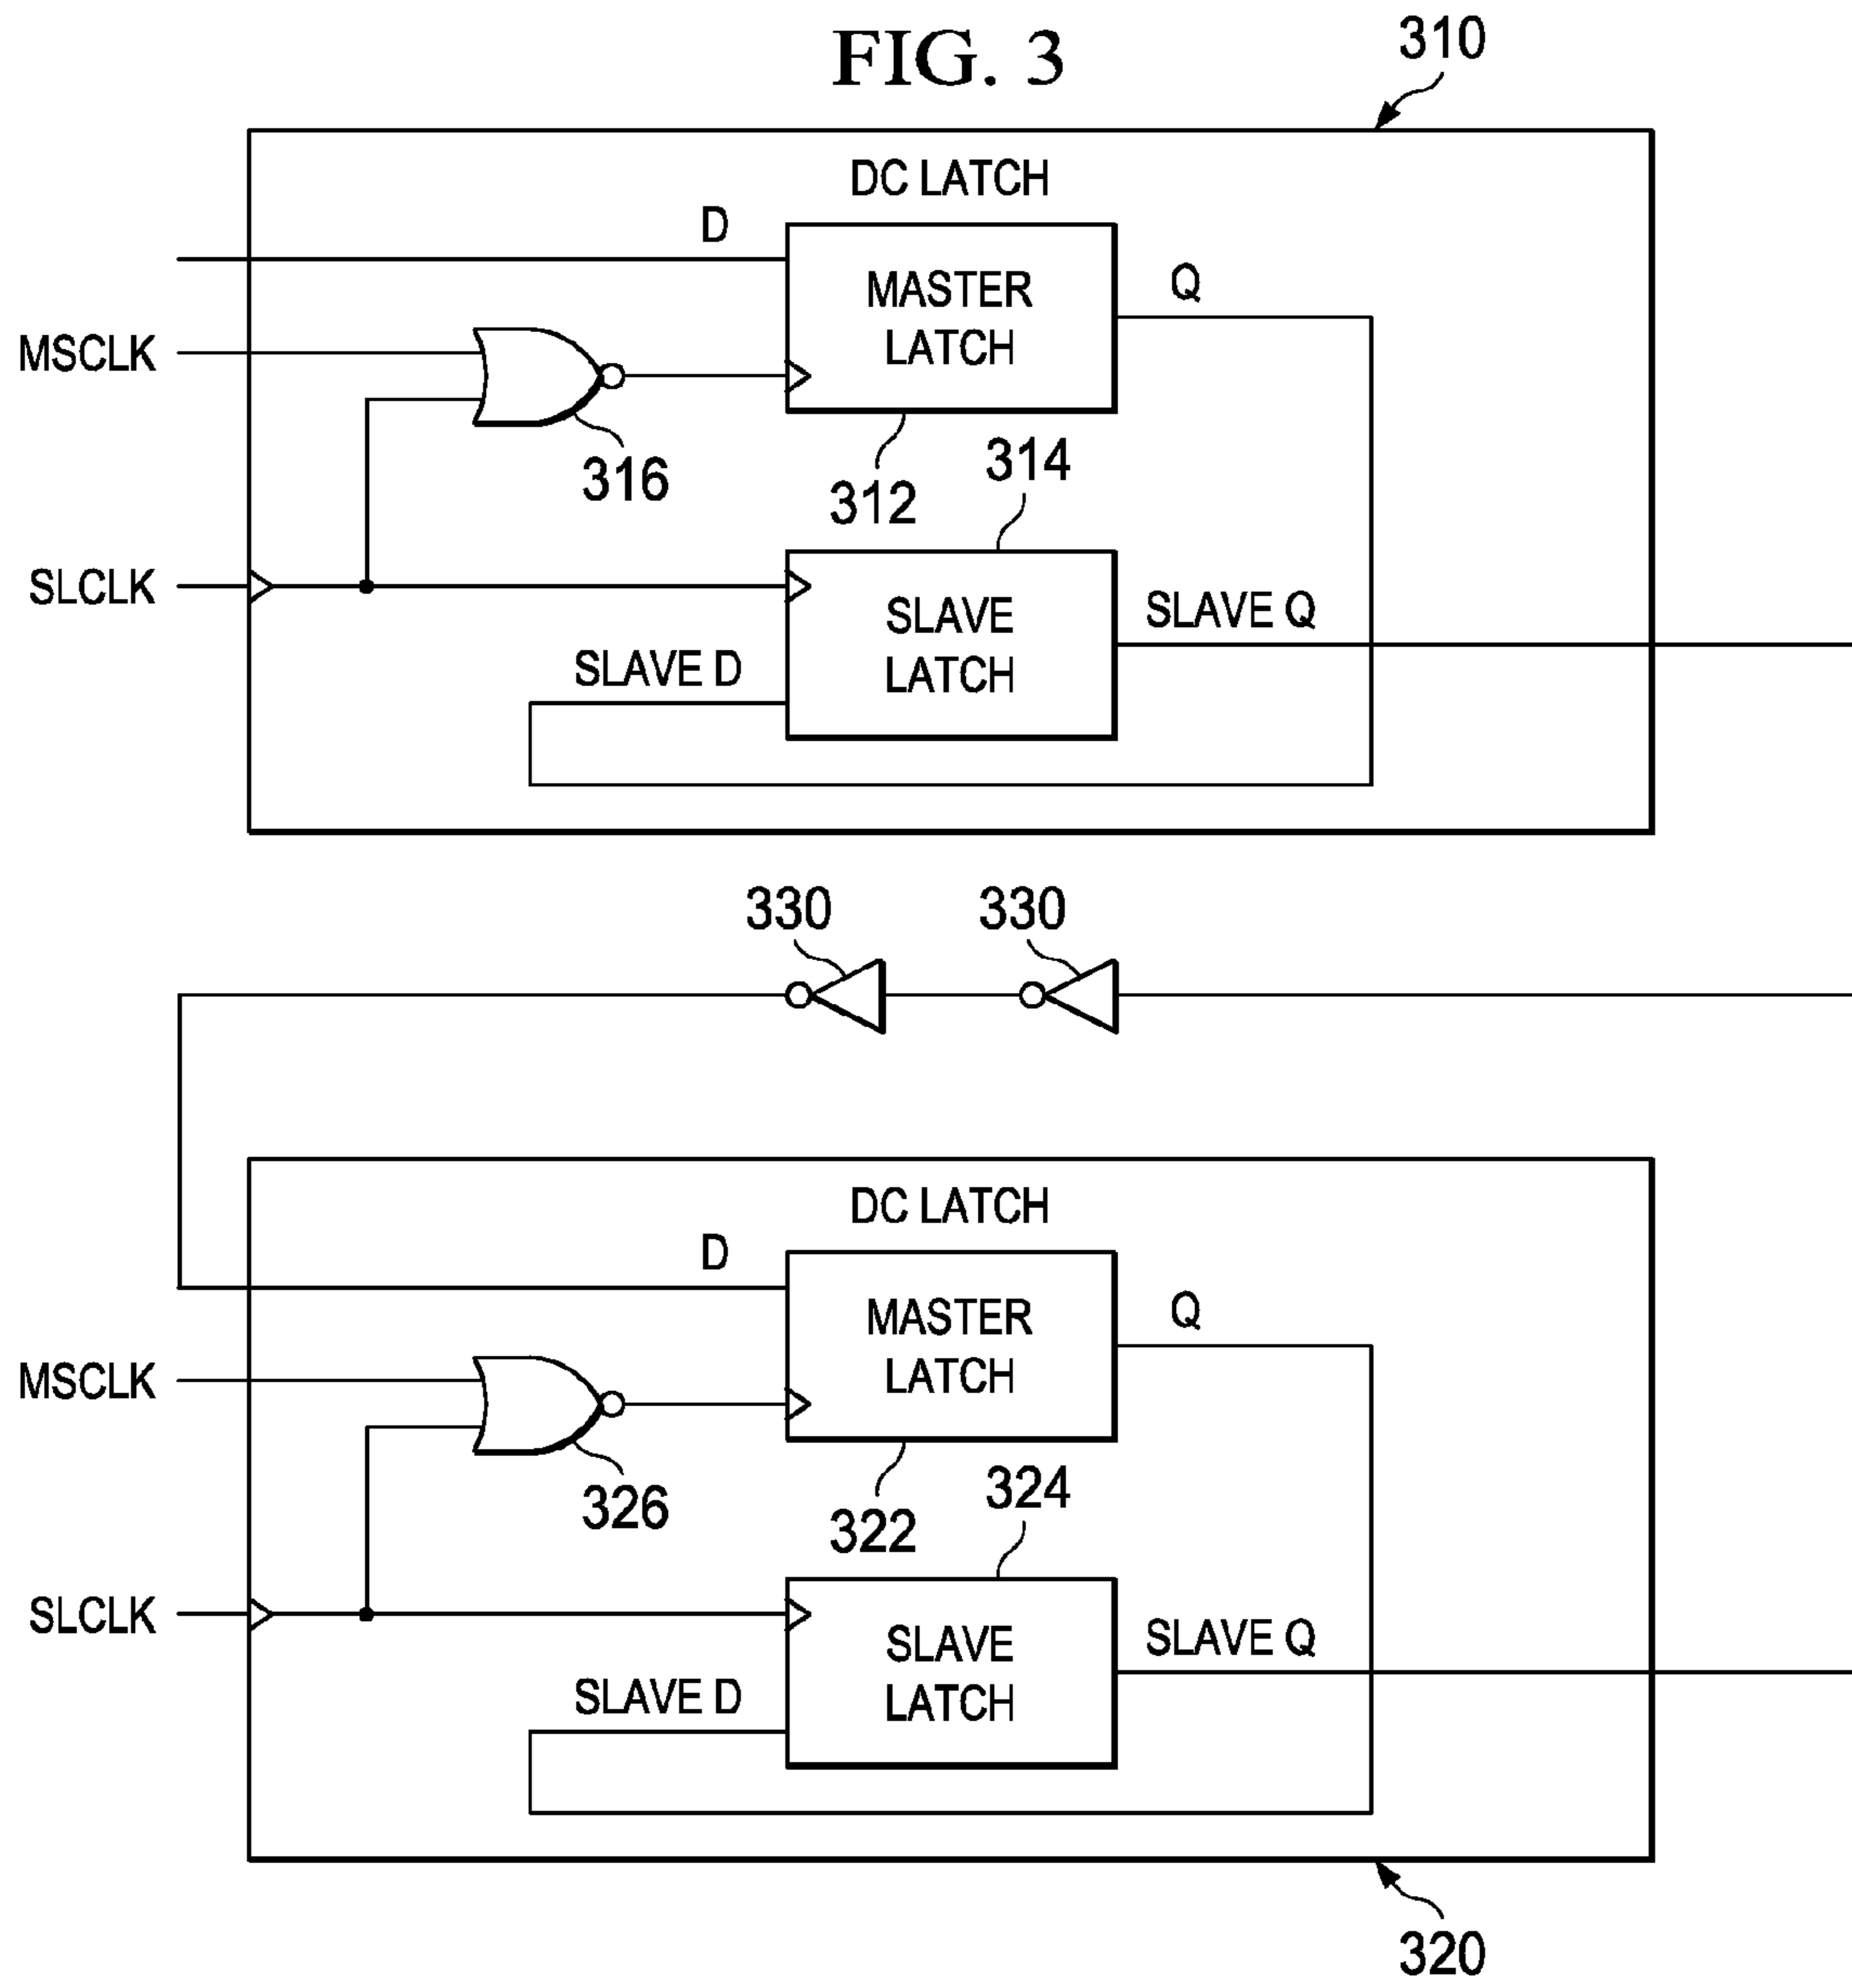 FIG. 3
310
DC LATCH
D
MASTER
LATCH
Q
MSCLK
316
312
314
SLCLK
SLAVE
LATCH
SLAVE Q
SLAVE D
330
330
DC LATCH
D
MASTER
LATCH
Q
MSCLK
326
322
324
SLCLK
SLAVE
LATCH
SLAVE Q
SLAVE D
320